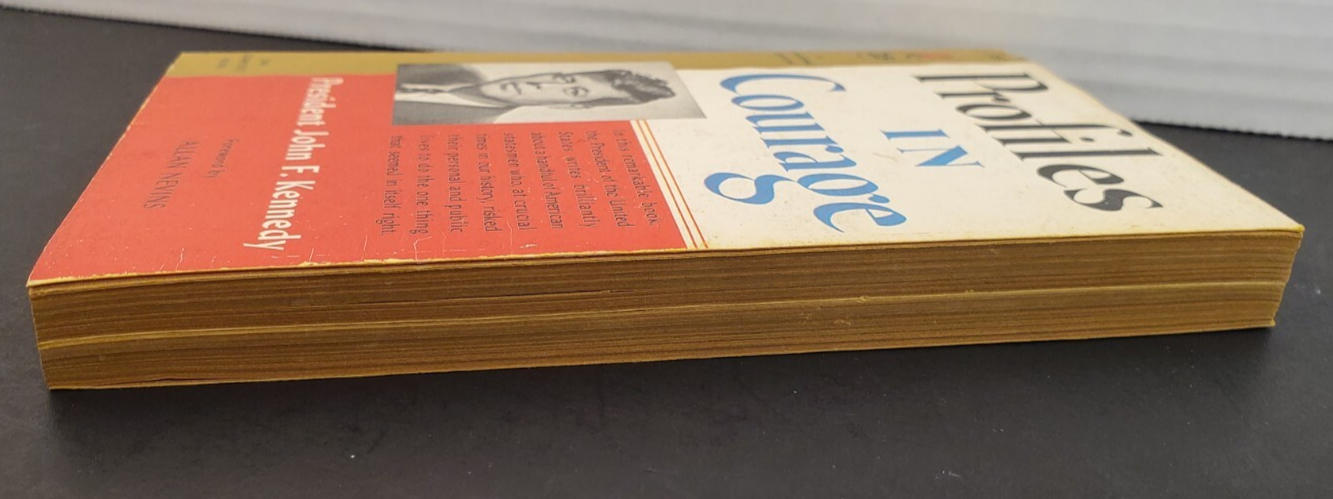 Profiles
IN
Courage
In this remarkable book,
the President of the United
States writes brilliantly
about a handful of American
statesmen who, at crucial
times in our history, risked
their personal and public
lives to do the one thing
that seemed in itself right.
President John F. Kennedy
Foreword by
ALLAN NEVINS